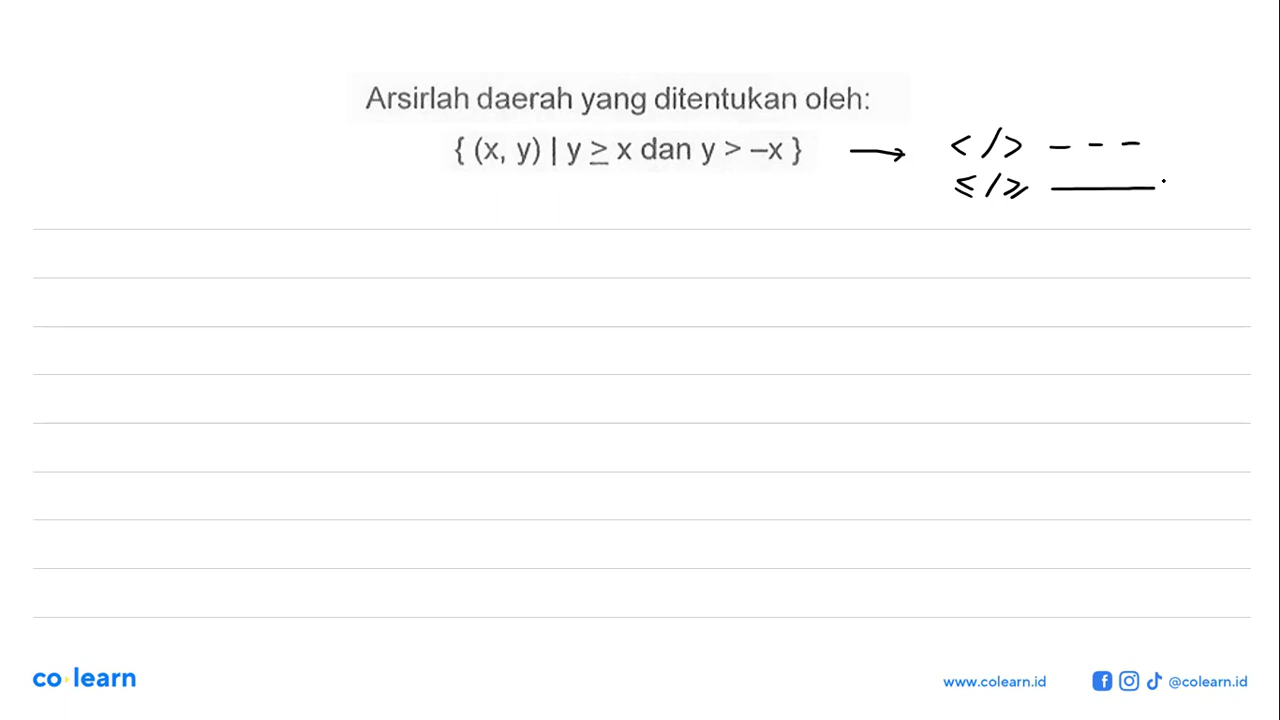 Arsirlah daerah yang ditentukan oleh:
{ (x, y) | y ≥ x dan y > –x } → < / > - - -
≤ / ≥ ———
co learn
www.colearn.id @colearn.id